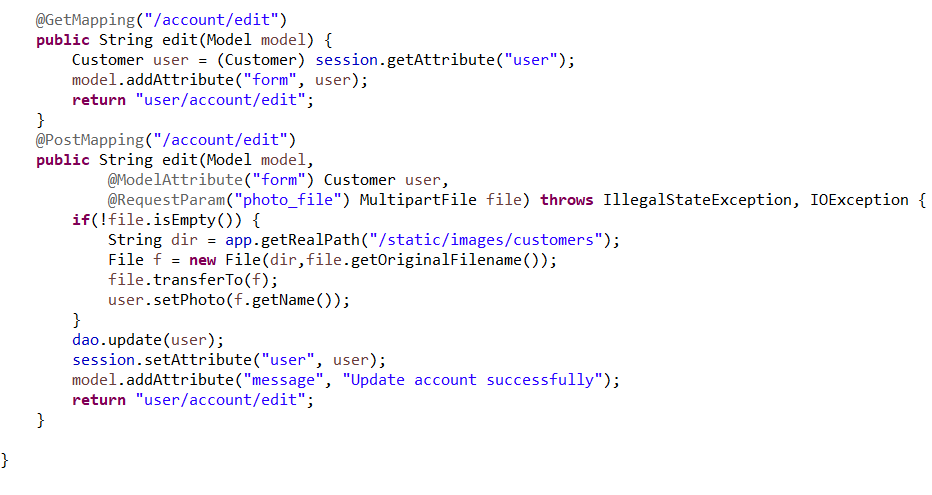 @GetMapping("/account/edit")
public String edit(Model model) {
Customer user = (Customer) session.getAttribute("user");
model.addAttribute("form", user);
return "user/account/edit";
}
@PostMapping("/account/edit")
public String edit(Model model,
@ModelAttribute("form") Customer user,
@RequestParam("photo_file") MultipartFile file) throws IllegalStateException, IOException {
if(!file.isEmpty()) {
String dir = app.getRealPath("/static/images/customers");
File f = new File(dir,file.getOriginalFilename());
file.transferTo(f);
user.setPhoto(f.getName());
}
dao.update(user);
session.setAttribute("user", user);
model.addAttribute("message", "Update account successfully");
return "user/account/edit";
}
}